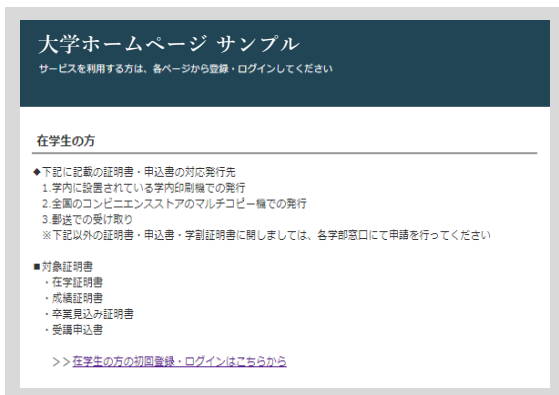 大学ホームページ サンプル
サービスを利用する方は、各ページから登録・ログインしてください
在学生の方
◆下記に記載の証明書・申込書の対応発行先
1.学内に設置されている学内印刷機での発行
2.全国のコンビニエンスストアのマルチコピー機での発行
3.郵送での受け取り
※下記以外の証明書・申込書・学割証明書に関しましては、各学部窓口にて申請を行ってください
■対象証明書
・在学証明書
・成績証明書
・卒業見込み証明書
・受講申込書
>>在学生の方の初回登録・ログインはこちらから